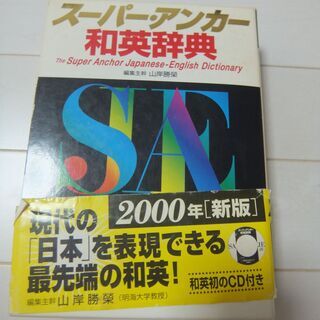 スーパー・アンカー
和英辞典
The Super Anchor Japanese-English Dictionary
編集主幹 山岸勝榮
SAE
現代の
2000年[新版]
「日本」を表現できる
最先端の和英!
和英初のCD付き
編集主幹 山岸勝榮(明海大学教授)